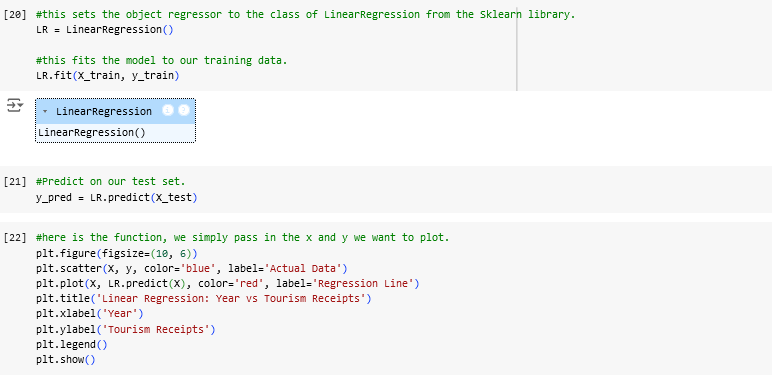 [20] #this sets the object regressor to the class of LinearRegression from the Sklearn library.
LR = LinearRegression()
#this fits the model to our training data.
LR.fit(X_train, y_train)
LinearRegression
LinearRegression()
[21] #Predict on our test set.
y_pred = LR.predict(X_test)
[22] #here is the function, we simply pass in the x and y we want to plot.
plt.figure(figsize=(10, 6))
plt.scatter(X, y, color='blue', label='Actual Data')
plt.plot(X, LR.predict(X), color='red', label='Regression Line')
plt.title('Linear Regression: Year vs Tourism Receipts')
plt.xlabel('Year')
plt.ylabel('Tourism Receipts')
plt.legend()
plt.show()